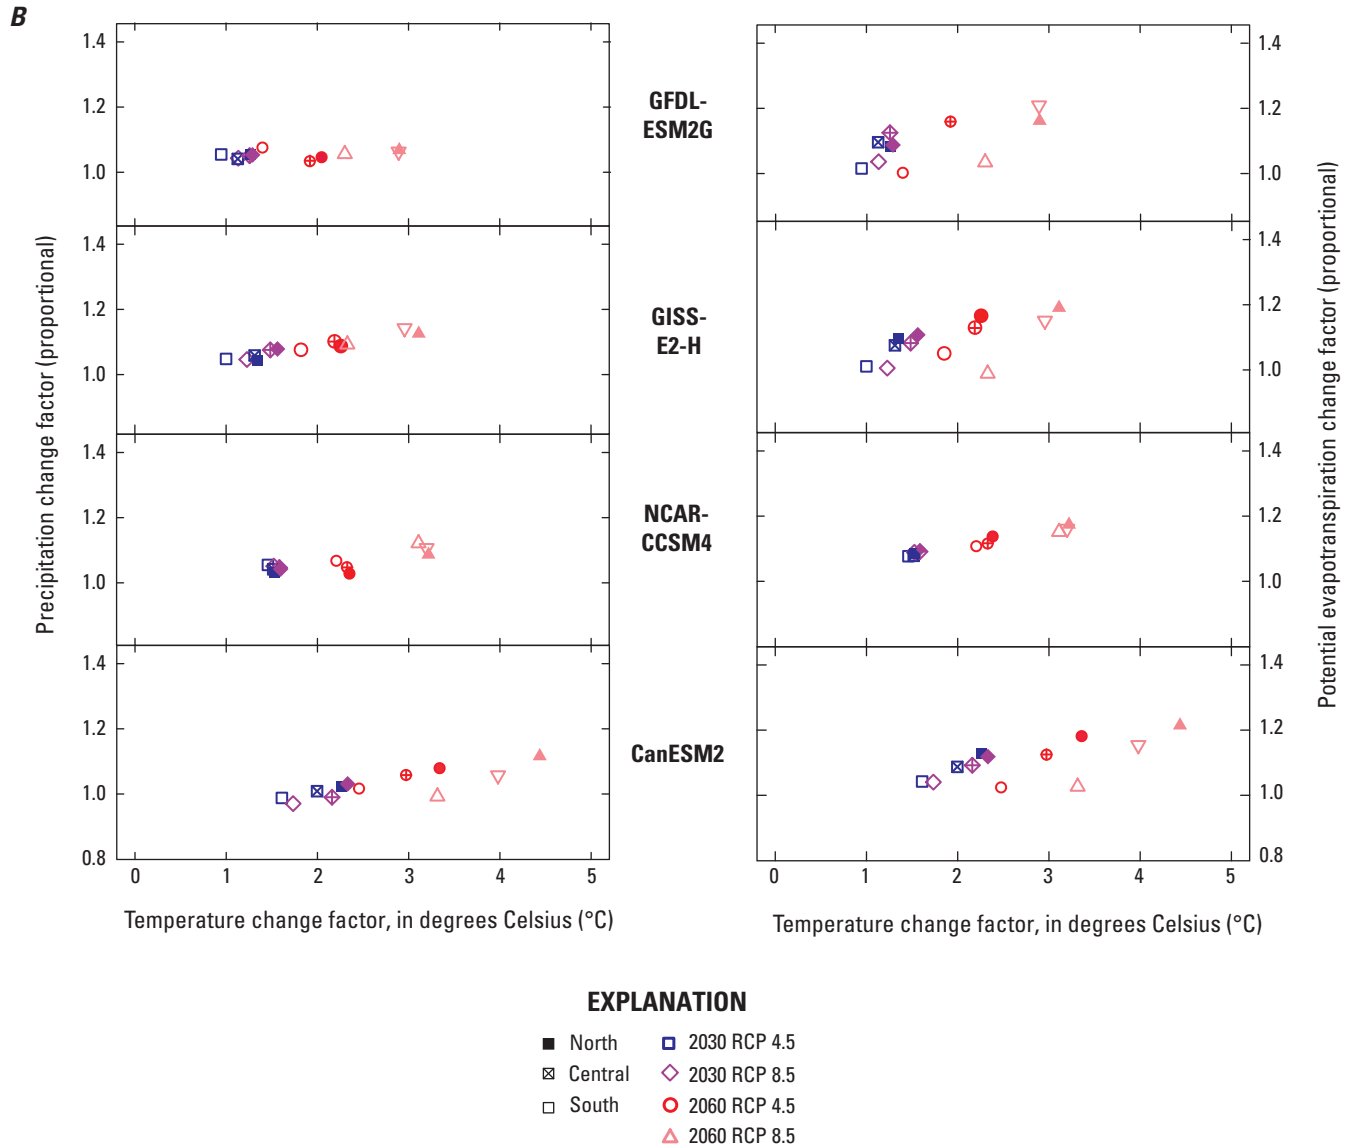 B
Precipitation change factor (proportional)
1.4
1.2
1.0
1.4
1.2
1.0
1.4
1.2
1.0
1.4
1.2
1.0
0.8
0 1 2 3 4 5
Temperature change factor, in degrees Celsius (°C)
GFDL-
ESM2G
GISS-
E2-H
NCAR-
CCSM4
CanESM2
1.4
1.2
1.0
1.4
1.2
1.0
1.4
1.2
1.0
1.4
1.2
1.0
0.8
0 1 2 3 4 5
Temperature change factor, in degrees Celsius (°C)
Potential evapotranspiration change factor (proportional)
EXPLANATION
North
Central
South
2030 RCP 4.5
2030 RCP 8.5
2060 RCP 4.5
2060 RCP 8.5